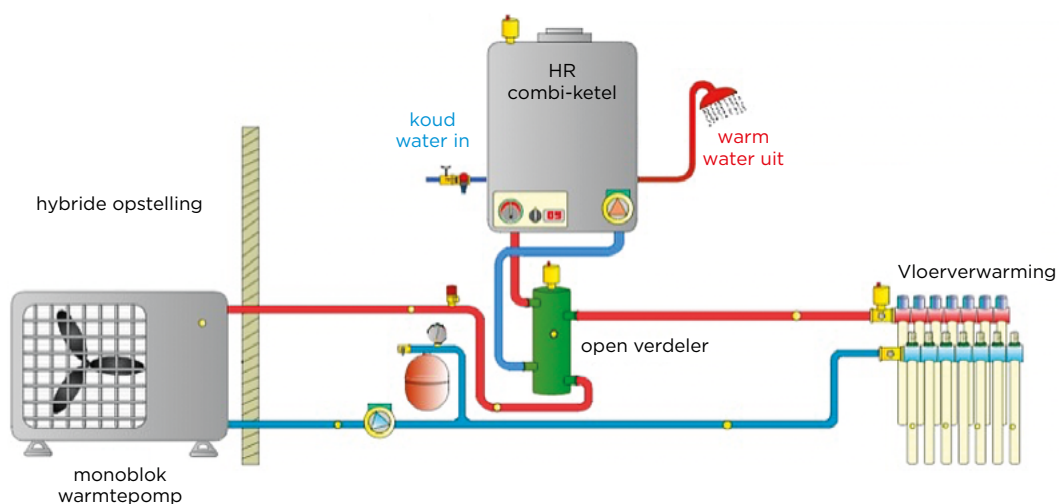 HR
combi-ketel
koud
water in
warm
water uit
hybride opstelling
Vloerverwarming
open verdeler
monoblok
warmtepomp